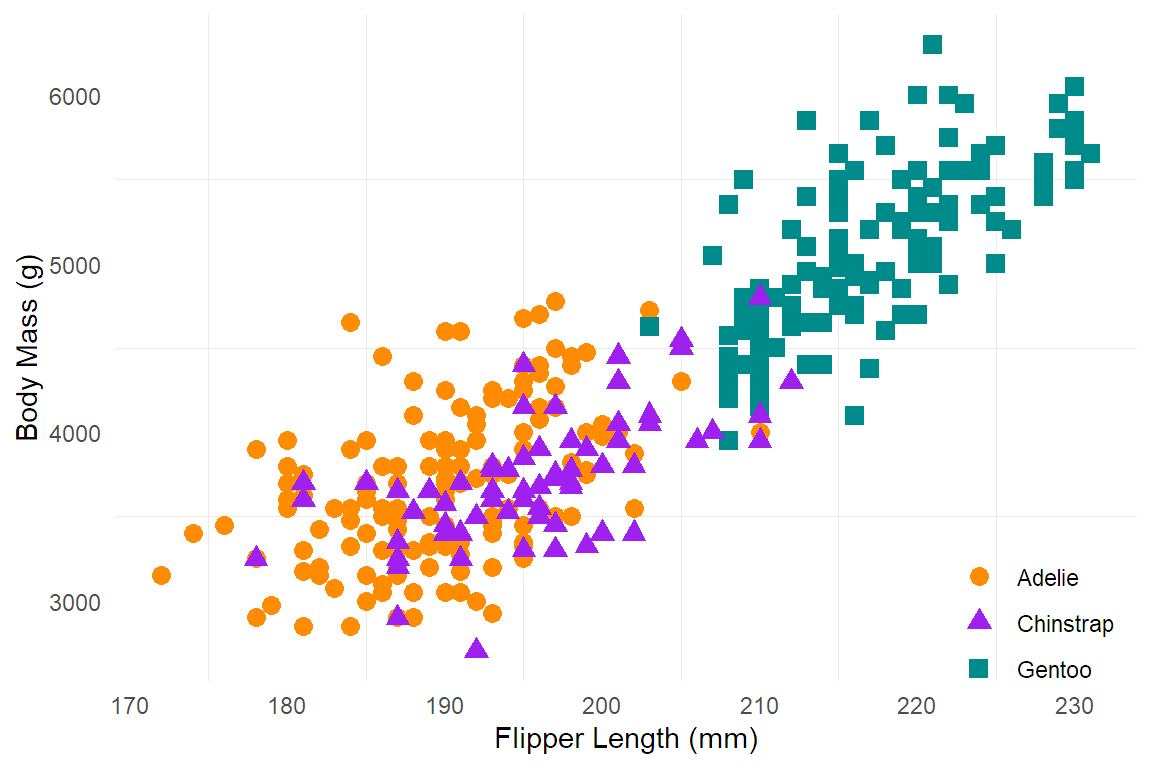 6000
5000
4000
3000
Body Mass (g)
170 180 190 200 210 220 230
Flipper Length (mm)
Adelie
Chinstrap
Gentoo